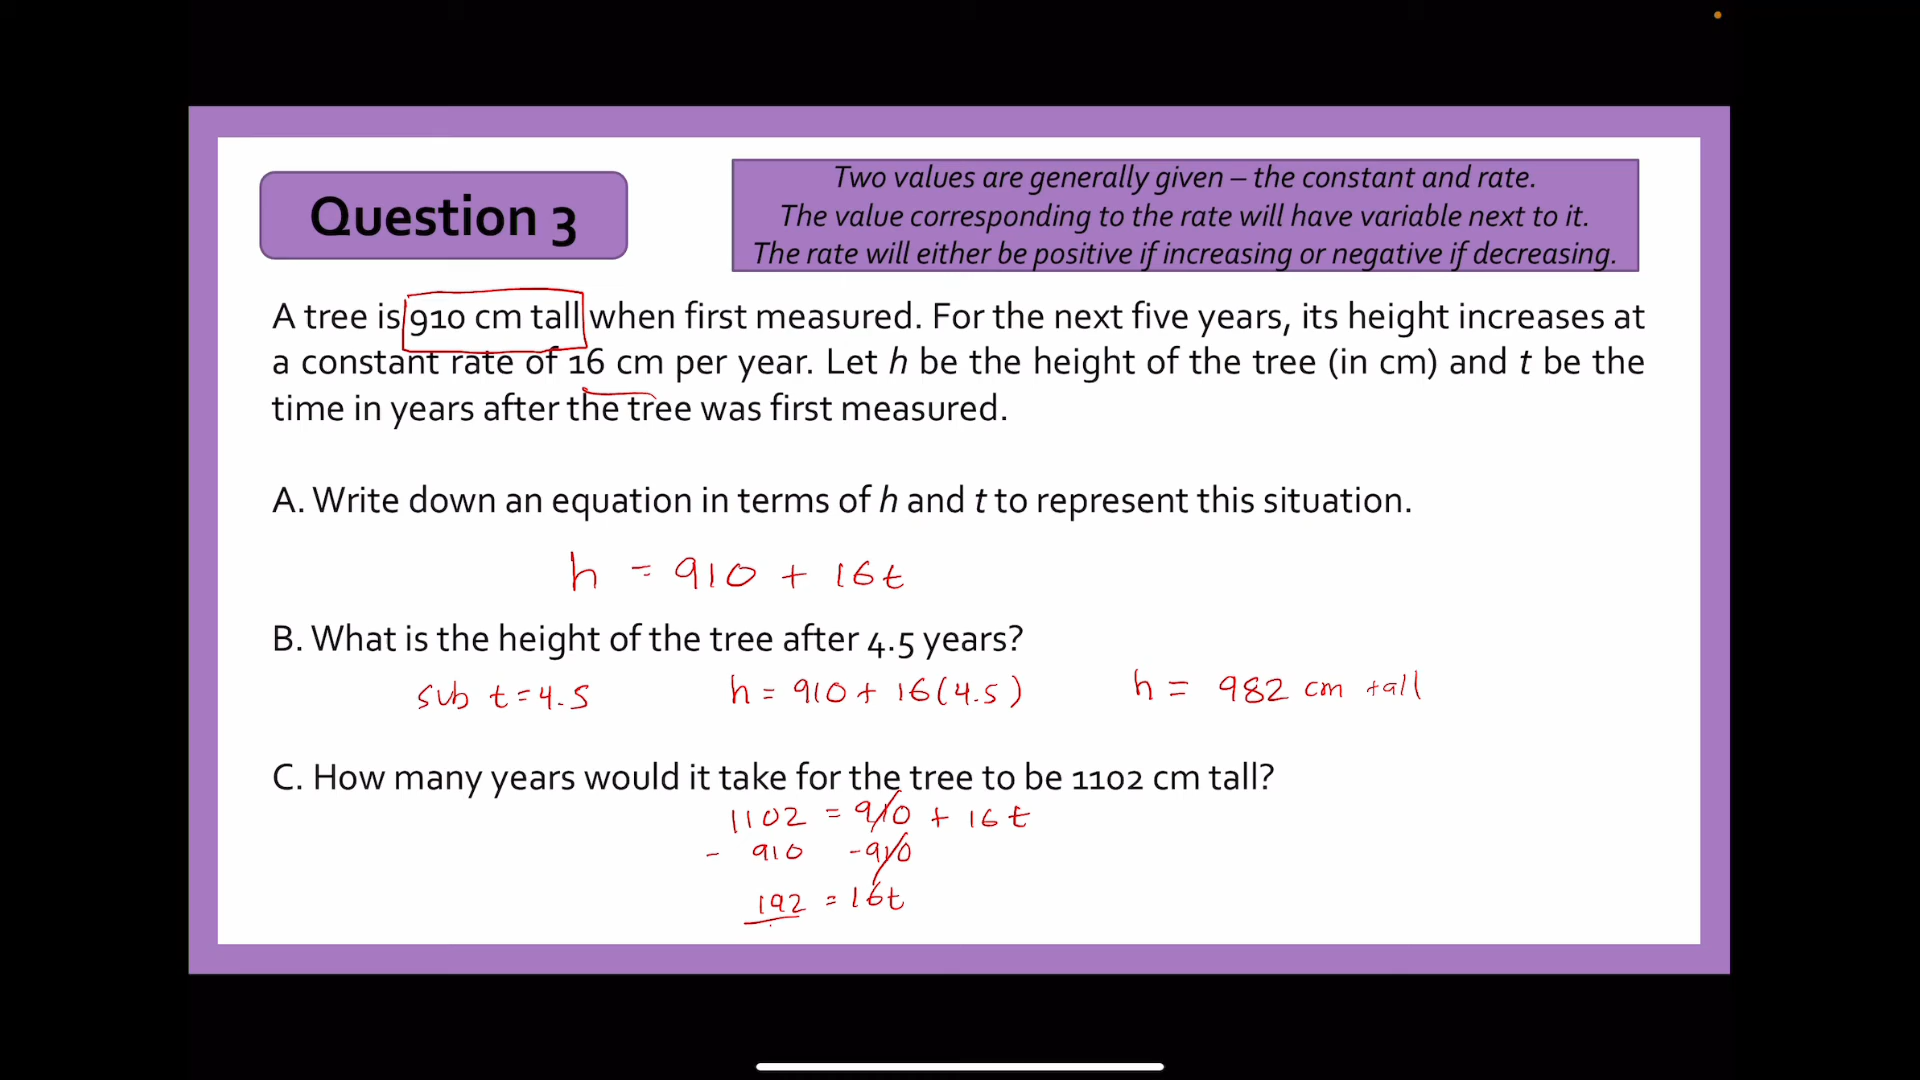 Question 3
Two values are generally given – the constant and rate.
The value corresponding to the rate will have variable next to it.
The rate will either be positive if increasing or negative if decreasing.
A tree is 910 cm tall when first measured. For the next five years, its height increases at
a constant rate of 16 cm per year. Let h be the height of the tree (in cm) and t be the
time in years after the tree was first measured.
A. Write down an equation in terms of h and t to represent this situation.
h = 910 + 16t
B. What is the height of the tree after 4.5 years?
sub t = 4.5 h = 910 + 16(4.5) h = 982 cm tall
C. How many years would it take for the tree to be 1102 cm tall?
1102 = 910 + 16t
- 910 -910
192 = 16t